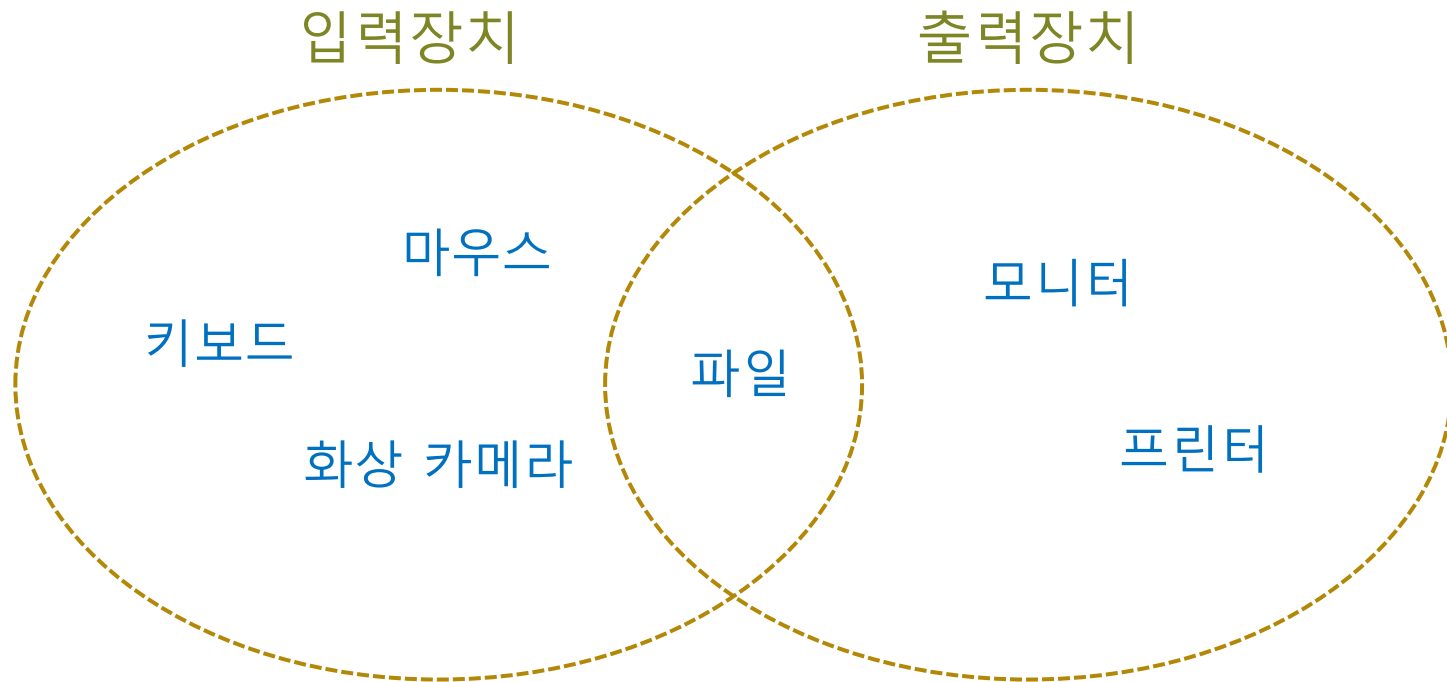 입력장치
출력장치
마우스
모니터
키보드
파일
프린터
화상 카메라